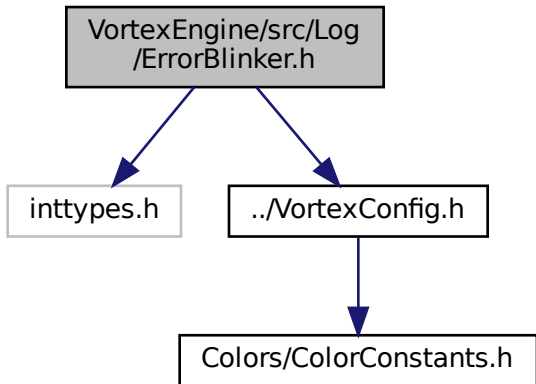 VortexEngine/src/Log
/ErrorBlinker.h
inttypes.h
../VortexConfig.h
Colors/ColorConstants.h